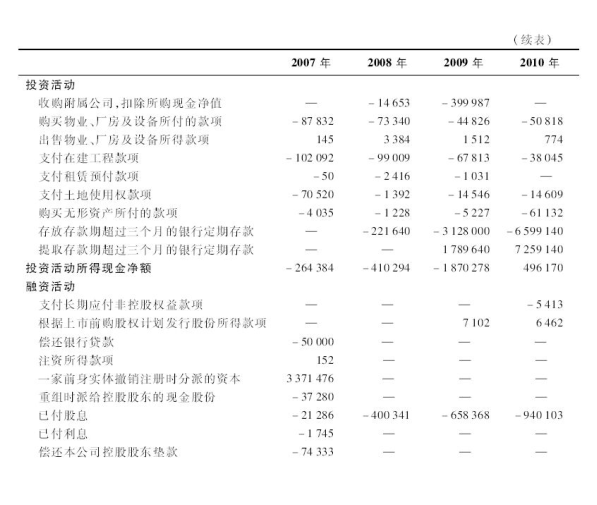 （续表）
2007 年 2008 年 2009 年 2010 年
投资活动
收购附属公司,扣除所购现金净值 — －14 653 －399 987 —
购买物业、厂房及设备所付的款项 －87 832 －73 340 －44 826 －50 818
出售物业、厂房及设备所得款项 145 3 384 1 512 774
支付在建工程款项 －102 092 －99 009 －67 813 －38 045
支付租赁预付款项 －50 －2 416 －1 031 —
支付土地使用权款项 －70 520 －1 392 －14 546 －14 609
购买无形资产所付的款项 －4 035 －1 228 －5 227 －61 132
存放存款期超过三个月的银行定期存款 — －221 640 －3 128 000 －6 599 140
提取存款期超过三个月的银行定期存款 — — 1 789 640 7 259 140
投资活动所得现金净额 －264 384 －410 294 －1 870 278 496 170
融资活动
支付长期应付非控股权益款项 — — — －5 413
根据上市前购股权计划发行股份所得款项 — — 7 102 6 462
偿还银行贷款 －50 000 — — —
注资所得款项 152 — — —
一家前身实体撤销注册时分派的资本 3 371 476 — — —
重组时派给控股股东的现金股份 －37 280 — — —
已付股息 －21 286 －400 341 －658 368 －940 103
已付利息 －1 745 — — —
偿还本公司控股股东垫款 －74 333 — — —